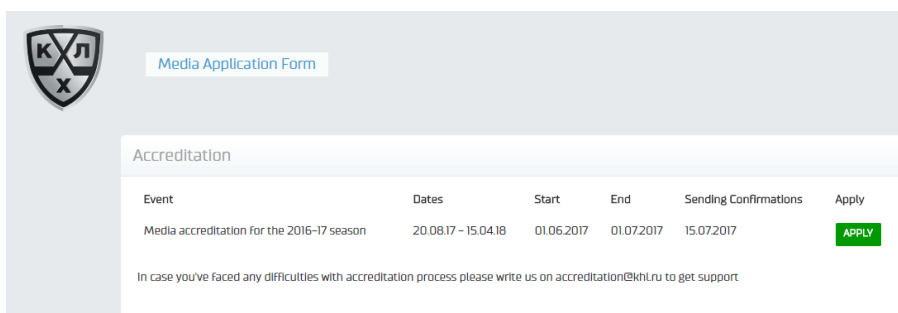 К Х Л
Media Application Form
Accreditation
Event Dates Start End Sending Confirmations Apply
Media accreditation for the 2016-17 season 20.08.17 - 15.04.18 01.06.2017 01.07.2017 15.07.2017 APPLY
In case you've faced any difficulties with accreditation process please write us on accreditation@khl.ru to get support